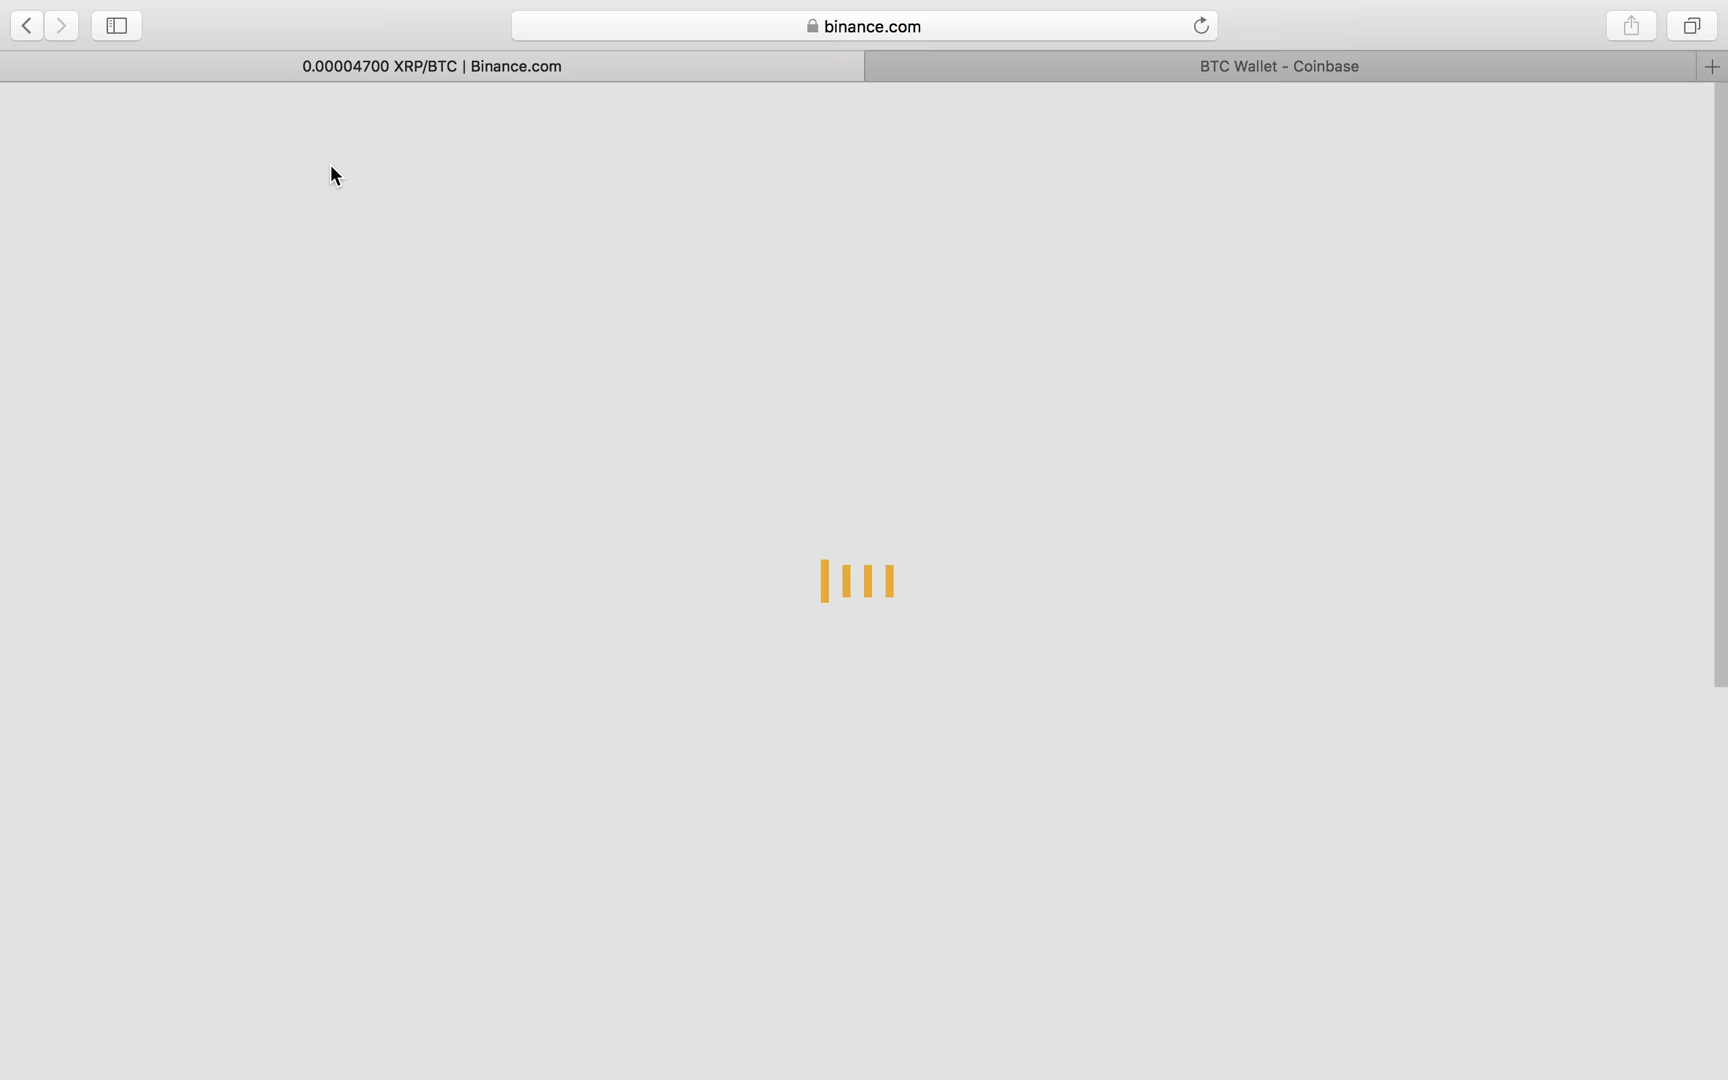 binance.com
0.00004700 XRP/BTC | Binance.com
BTC Wallet - Coinbase